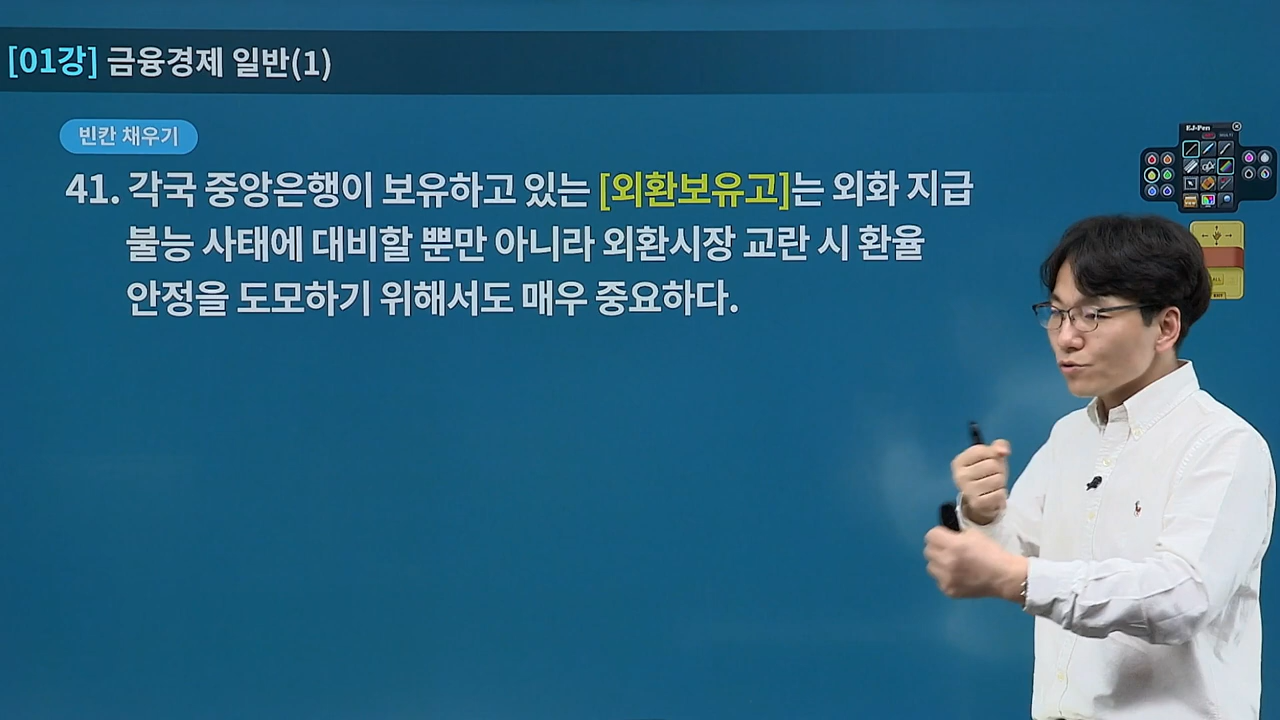 [01강] 금융경제 일반(1)
빈칸 채우기
41. 각국 중앙은행이 보유하고 있는 [외환보유고]는 외화 지급
불능 사태에 대비할 뿐만 아니라 외환시장 교란 시 환율
안정을 도모하기 위해서도 매우 중요하다.
EJ-Pen